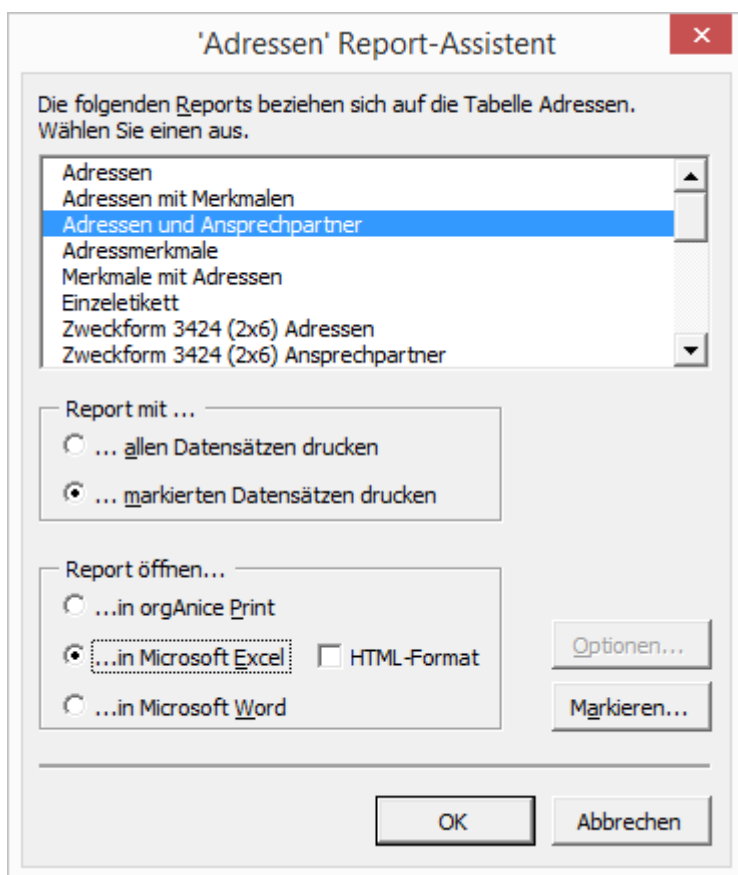 'Adressen' Report-Assistent
Die folgenden Reports beziehen sich auf die Tabelle Adressen.
Wählen Sie einen aus.
Adressen
Adressen mit Merkmalen
Adressen und Ansprechpartner
Adressmerkmale
Merkmale mit Adressen
Einzeletikett
Zweckform 3424 (2x6) Adressen
Zweckform 3424 (2x6) Ansprechpartner
Report mit ...
... allen Datensätzen drucken
... markierten Datensätzen drucken
Report öffnen...
...in orgAnice Print
...in Microsoft Excel HTML-Format
Optionen...
...in Microsoft Word
Markieren...
OK Abbrechen